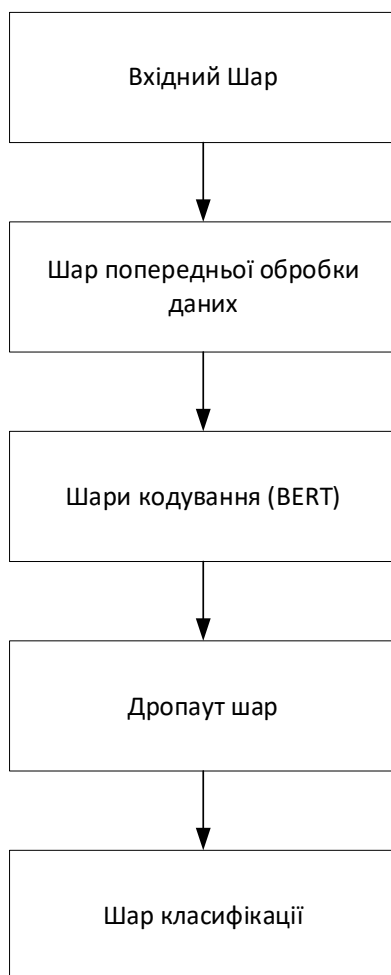 Вхідний Шар
Шар попередньої обробки
даних
Шари кодування (BERT)
Дропаут шар
Шар класифікації